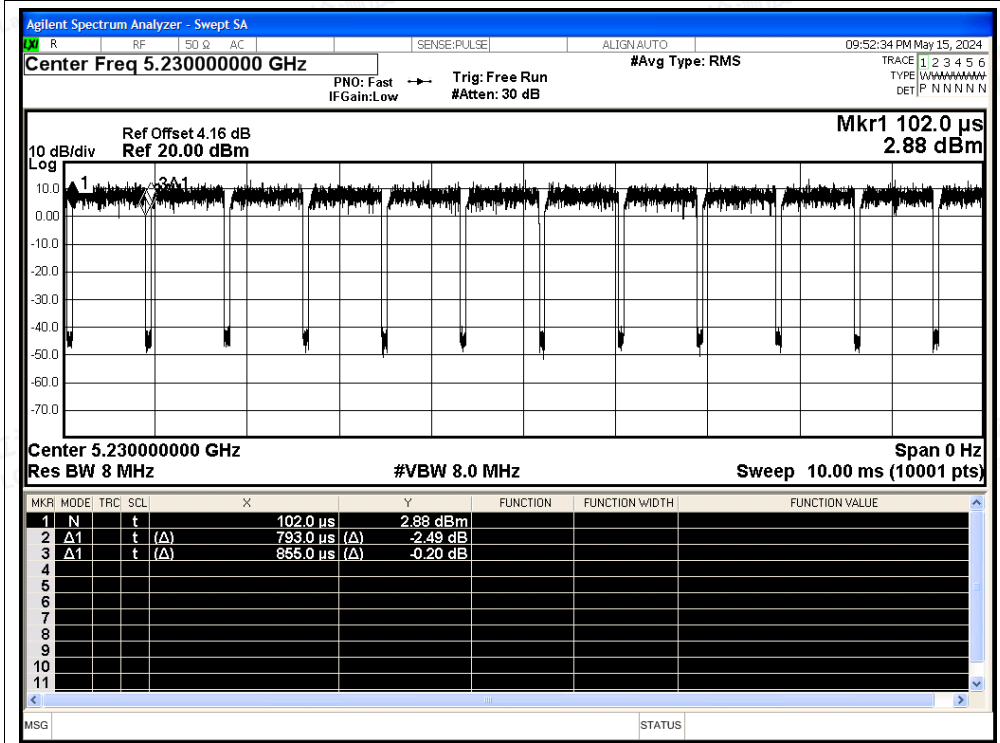 Agilent Spectrum Analyzer - Swept SA
LXI R RF 50 Ω AC SENSE:PULSE ALIGN AUTO 09:52:34 PM May 15, 2024
Center Freq 5.230000000 GHz #Avg Type: RMS TRACE 1 2 3 4 5 6
PNO: Fast Trig: Free Run TYPE W
IFGain:Low #Atten: 30 dB DET P N N N N N
Mkr1 102.0 µs
Ref Offset 4.16 dB
10 dB/div Ref 20.00 dBm 2.88 dBm
Log
1 3Δ1
10.0
0.00
-10.0
-20.0
-30.0
-40.0
-50.0
-60.0
-70.0
Center 5.230000000 GHz Span 0 Hz
Res BW 8 MHz #VBW 8.0 MHz Sweep 10.00 ms (10001 pts)
MKR MODE TRC SCL X Y FUNCTION FUNCTION WIDTH FUNCTION VALUE
1 N t 102.0 µs 2.88 dBm
2 Δ1 t (Δ) 793.0 µs (Δ) -2.49 dB
3 Δ1 t (Δ) 855.0 µs (Δ) -0.20 dB
4
5
6
7
8
9
10
11
MSG STATUS